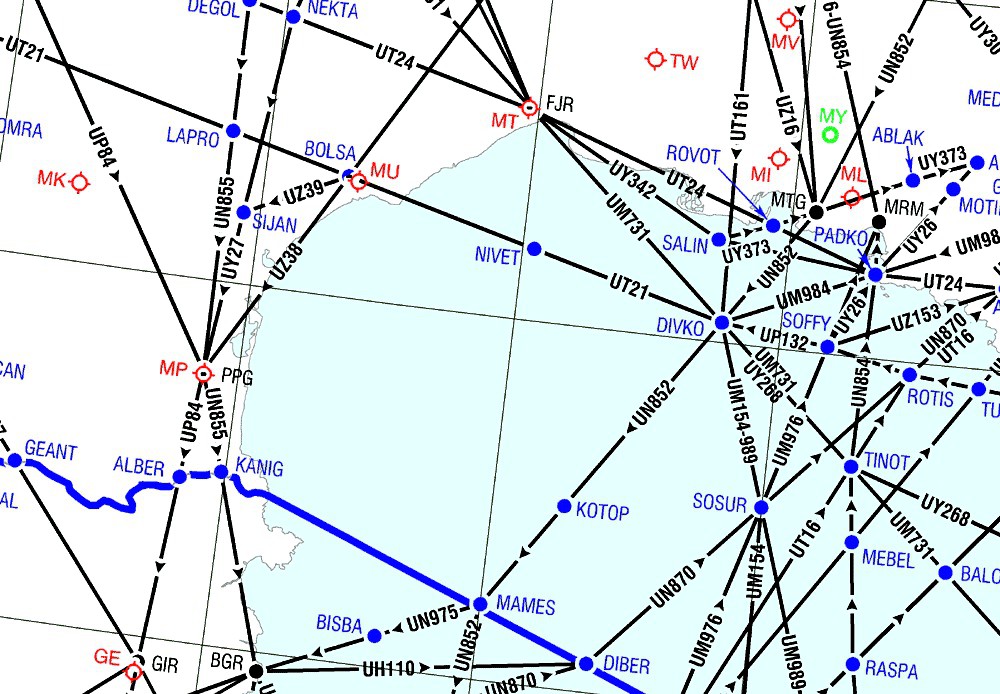 DEGOL
NEKTA
6-UN854
MV
UN852
UY30
UT21
UT24
TW
MED
OMRA
UP84
LAPRO
BOLSA
MU
MT
FJR
UT161
UZ16
MY
ABLAK
MK
UN855
UZ39
ROVOT
UY342
UT24
MI
ML
UY373
A
G
MTG
MOTI
SIJAN
UM731
SALIN
UY373
PADKO
MRM
UY26
UM98
UY27
UZ38
NIVET
UT21
UN852
UM984
UT24
DIVKO
SOFFY
UY26
UZ153
A
UP132
UN870
UT16
CAN
MP
PPG
UM731
UY268
UN854
ROTIS
TU
UP84
UN855
UN852
UM154-989
UM976
GEANT
ALBER
KANIG
TINOT
AL
KOTOP
SOSUR
UY268
UT16
UM731
MEBEL
BALO
UN870
UM154
MAMES
UN975
BISBA
UN852
UM976
UM989
GE
GIR
BGR
UH110
DIBER
RASPA
UN870